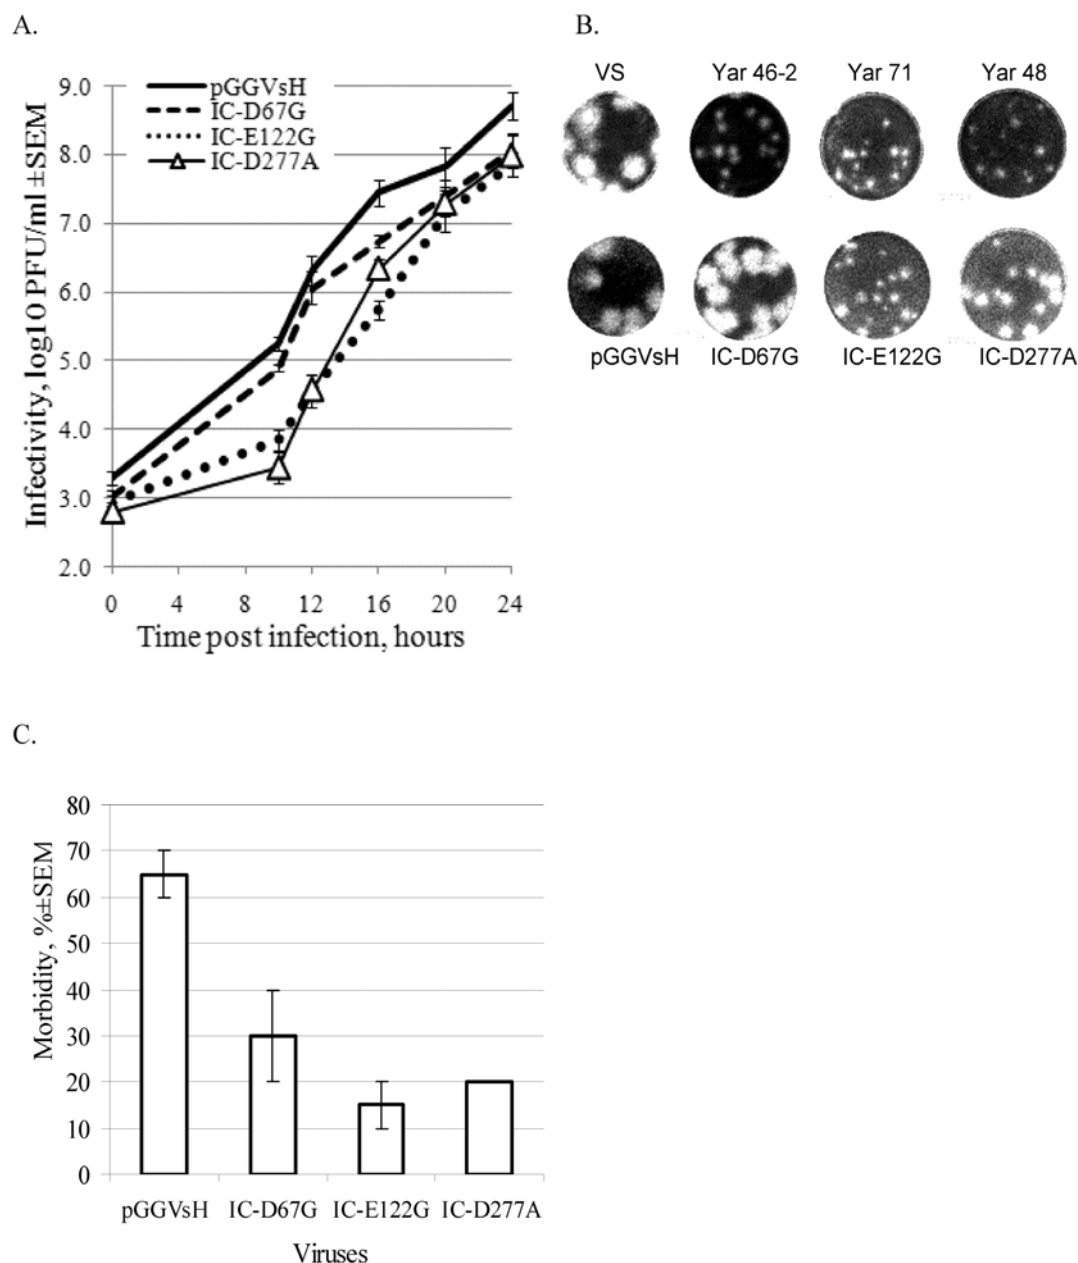 A.
B.
pGGVsH
IC-D67G
IC-E122G
IC-D277A
9.0
8.0
7.0
6.0
5.0
4.0
3.0
2.0
Infectivity, log10 PFU/ml ±SEM
0 4 8 12 16 20 24
Time post infection, hours
VS Yar 46-2 Yar 71 Yar 48
pGGVsH IC-D67G IC-E122G IC-D277A
C.
80
70
60
50
40
30
20
10
0
Morbidity, %±SEM
pGGVsH IC-D67G IC-E122G IC-D277A
Viruses